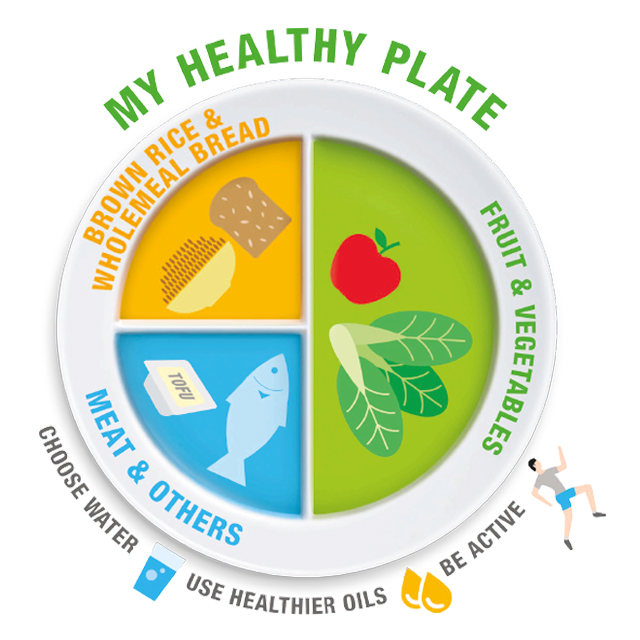 MY HEALTHY PLATE
BROWN RICE &
WHOLEMEAL BREAD
FRUIT & VEGETABLES
TOFU
MEAT & OTHERS
CHOOSE WATER
USE HEALTHIER OILS
BE ACTIVE